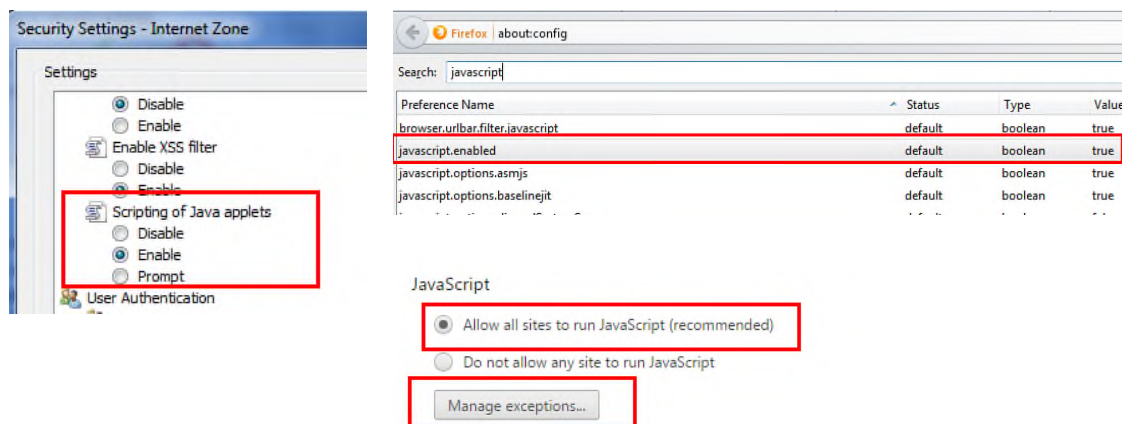 Security Settings - Internet Zone
Settings
Disable
Enable
Enable XSS filter
Disable
Enable
Scripting of Java applets
Disable
Enable
Prompt
User Authentication
Firefox about:config
Search: javascript
Preference Name Status Type Value
browser.urlbar.filter.javascript default boolean true
javascript.enabled default boolean true
javascript.options.asmjs default boolean true
javascript.options.baselinejit default boolean true
JavaScript
Allow all sites to run JavaScript (recommended)
Do not allow any site to run JavaScript
Manage exceptions...